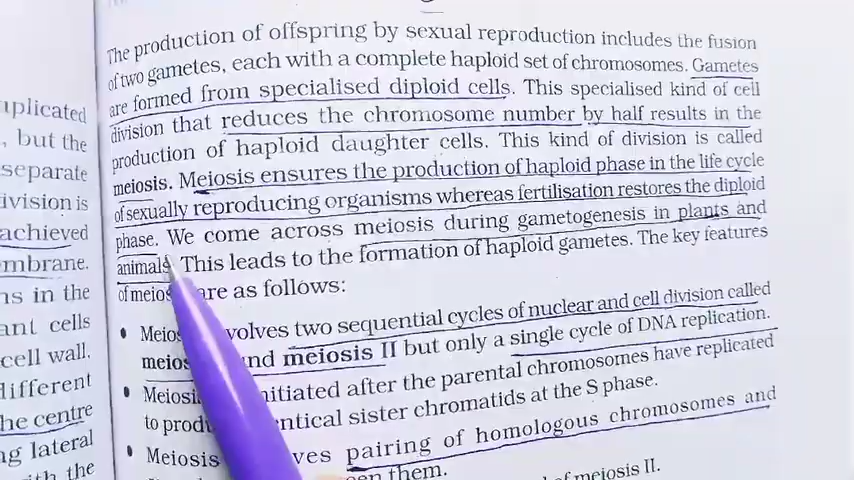 The production of offspring by sexual reproduction includes the fusion
of two gametes, each with a complete haploid set of chromosomes. Gametes
are formed from specialised diploid cells. This specialised kind of cell
division that reduces the chromosome number by half results in the
production of haploid daughter cells. This kind of division is called
meiosis. Meiosis ensures the production of haploid phase in the life cycle
of sexually reproducing organisms whereas fertilisation restores the diploid
phase. We come across meiosis during gametogenesis in plants and
animals. This leads to the formation of haploid gametes. The key features
of meios are as follows:
• Meios volves two sequential cycles of nuclear and cell division called
meios nd meiosis II but only a single cycle of DNA replication.
• Meiosi nitiated after the parental chromosomes have replicated
to prod entical sister chromatids at the S phase.
• Meiosis ves pairing of homologous chromosomes and
een them.
of meiosis II.
nplicated
, but the
separate
ivision is
achieved
mbrane.
ns in the
ant cells
cell wall.
different
he centre
ng lateral
with the